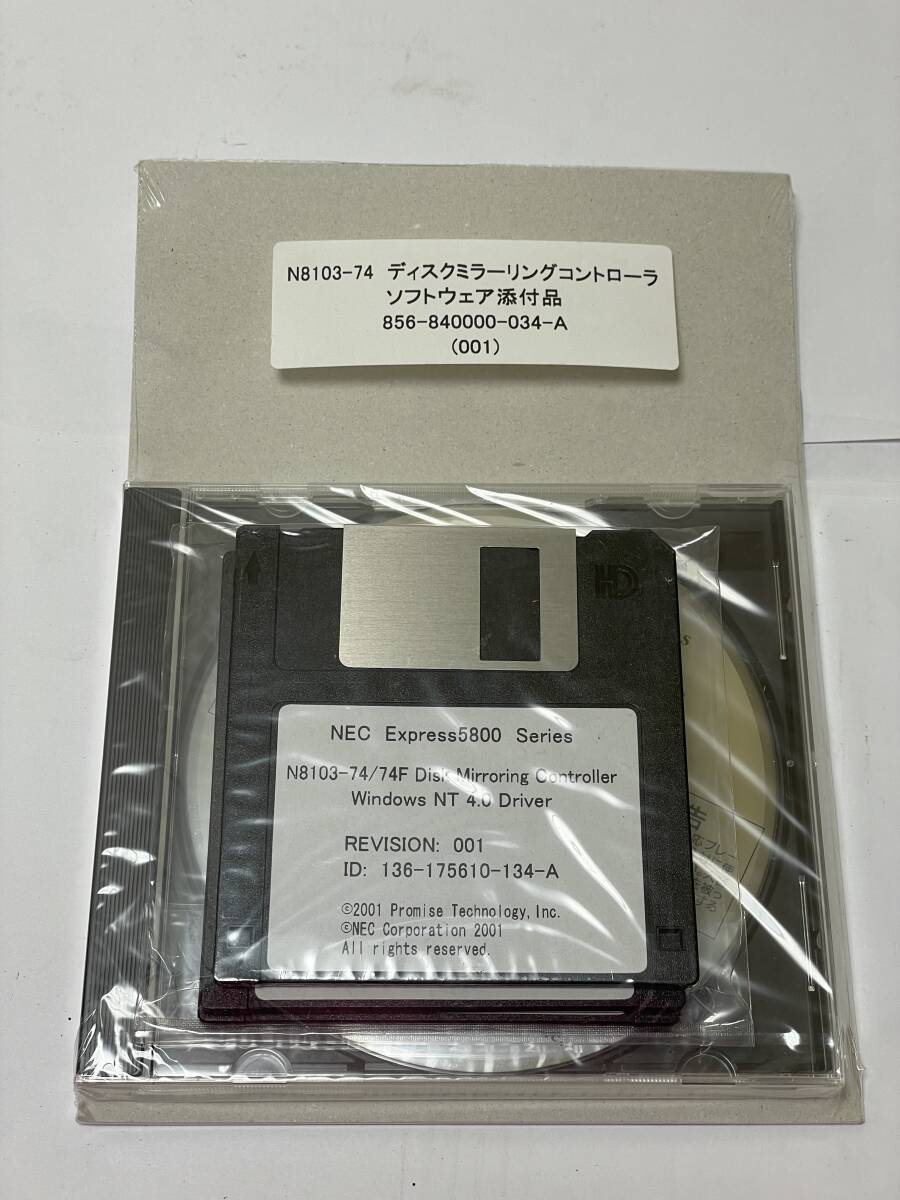 N8103-74 ディスクミラーリングコントローラ
ソフトウェア添付品
856-840000-034-A
(001)
HD
NEC Express5800 Series
N8103-74/74F Disk Mirroring Controller
Windows NT 4.0 Driver
REVISION: 001
ID: 136-175610-134-A
©2001 Promise Technology, Inc.
©NEC Corporation 2001
All rights reserved.
告